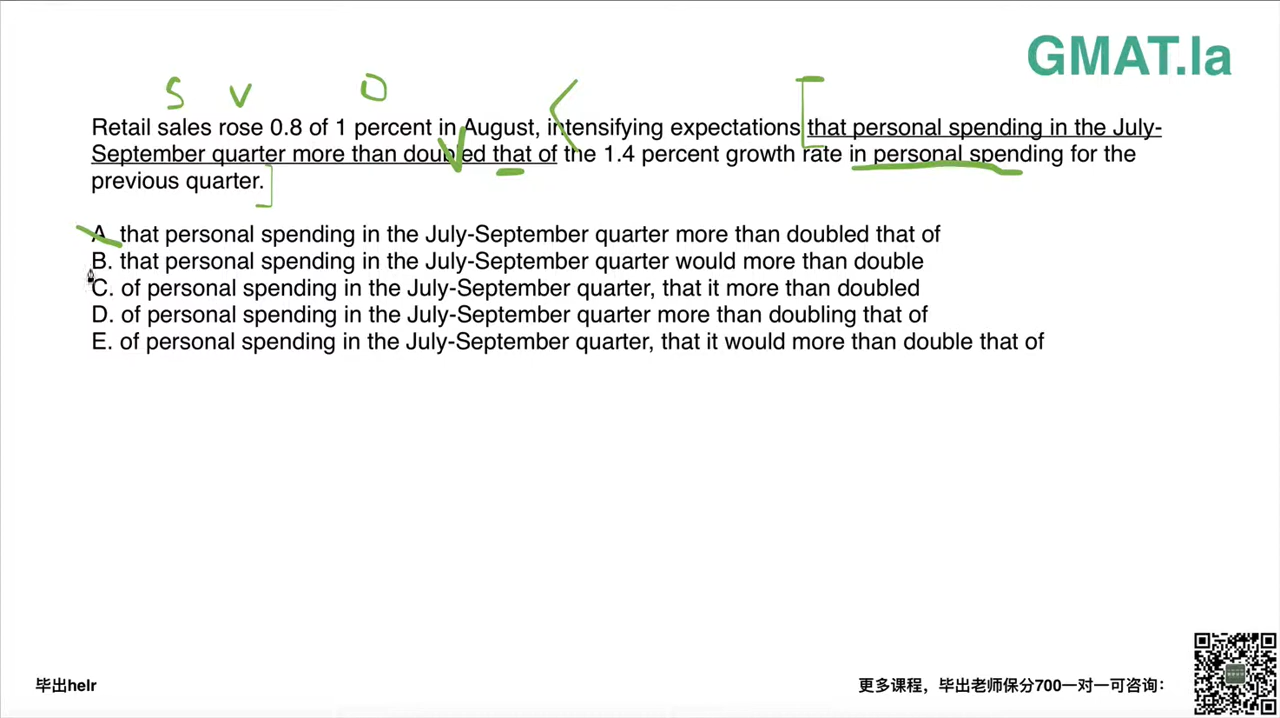 GMAT.la
S V O
Retail sales rose 0.8 of 1 percent in August, intensifying expectations that personal spending in the July-
September quarter more than doubled that of the 1.4 percent growth rate in personal spending for the
previous quarter.
V
A. that personal spending in the July-September quarter more than doubled that of
B. that personal spending in the July-September quarter would more than double
C. of personal spending in the July-September quarter, that it more than doubled
D. of personal spending in the July-September quarter more than doubling that of
E. of personal spending in the July-September quarter, that it would more than double that of
毕出helr
更多课程，毕出老师保分700一对一可咨询：